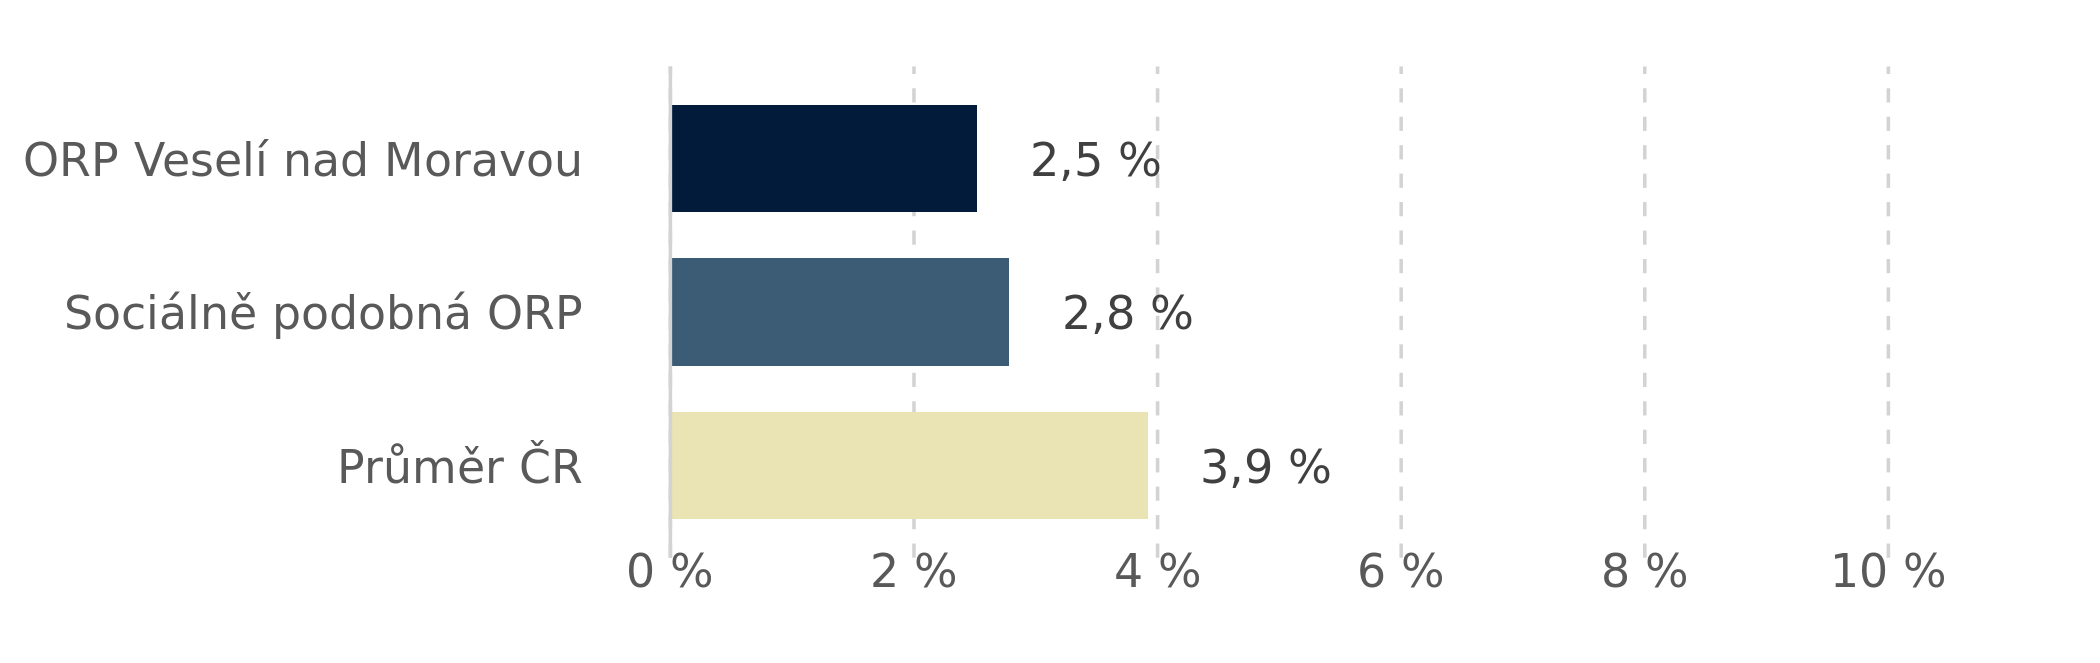 ORP Veselí nad Moravou 2,5 %
Sociálně podobná ORP 2,8 %
Průměr ČR 3,9 %
0 % 2 % 4 % 6 % 8 % 10 %